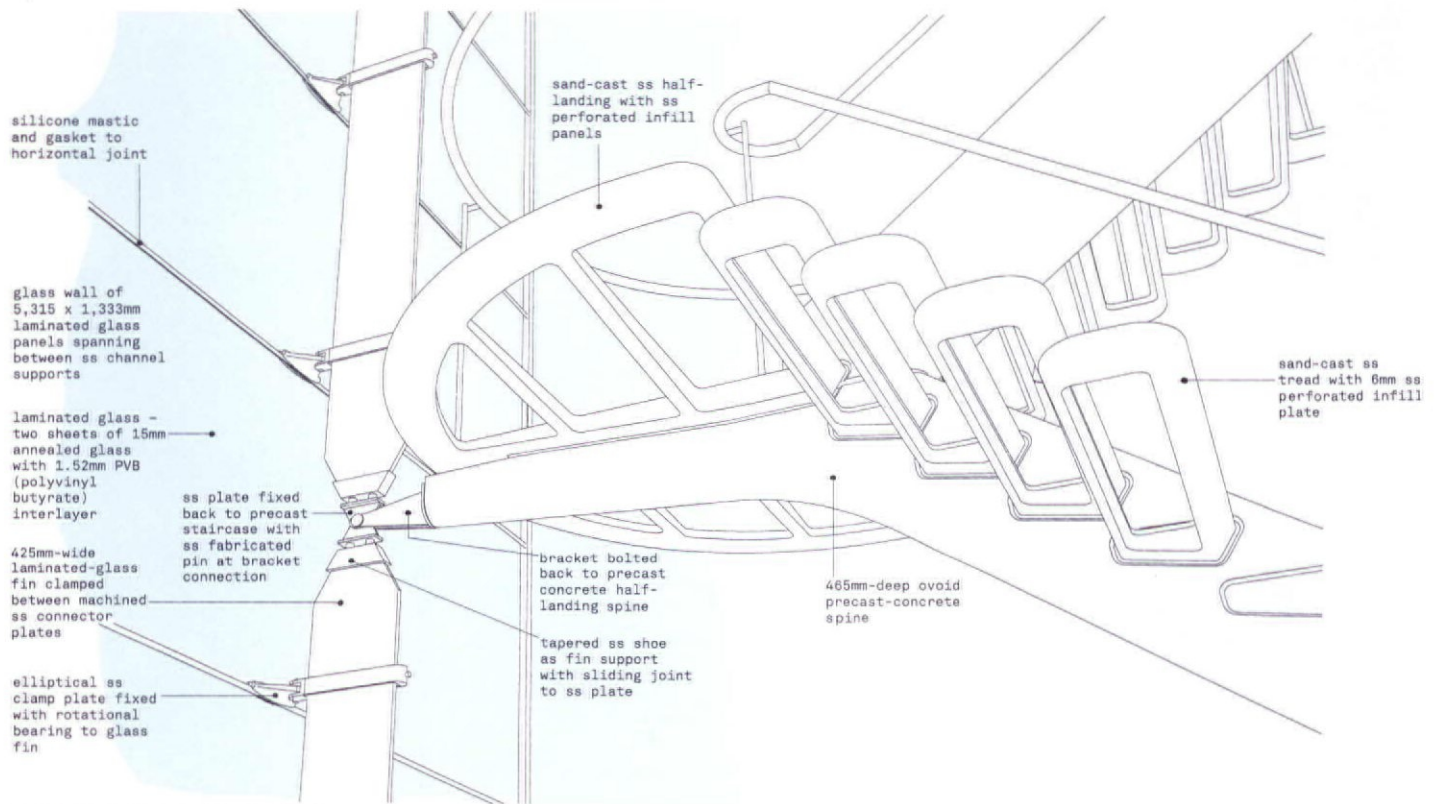 silicone mastic
and gasket to
horizontal joint
glass wall of
5,315 x 1,333mm
laminated glass
panels spanning
between ss channel
supports
laminated glass –
two sheets of 15mm
annealed glass
with 1.52mm PVB
(polyvinyl
butyrate)
interlayer
425mm-wide
laminated-glass
fin clamped
between machined
ss connector
plates
elliptical ss
clamp plate fixed
with rotational
bearing to glass
fin
ss plate fixed
back to precast
staircase with
ss fabricated
pin at bracket
connection
sand-cast ss half-
landing with ss
perforated infill
panels
bracket bolted
back to precast
concrete half-
landing spine
tapered ss shoe
as fin support
with sliding joint
to ss plate
465mm-deep ovoid
precast-concrete
spine
sand-cast ss
tread with 6mm ss
perforated infill
plate